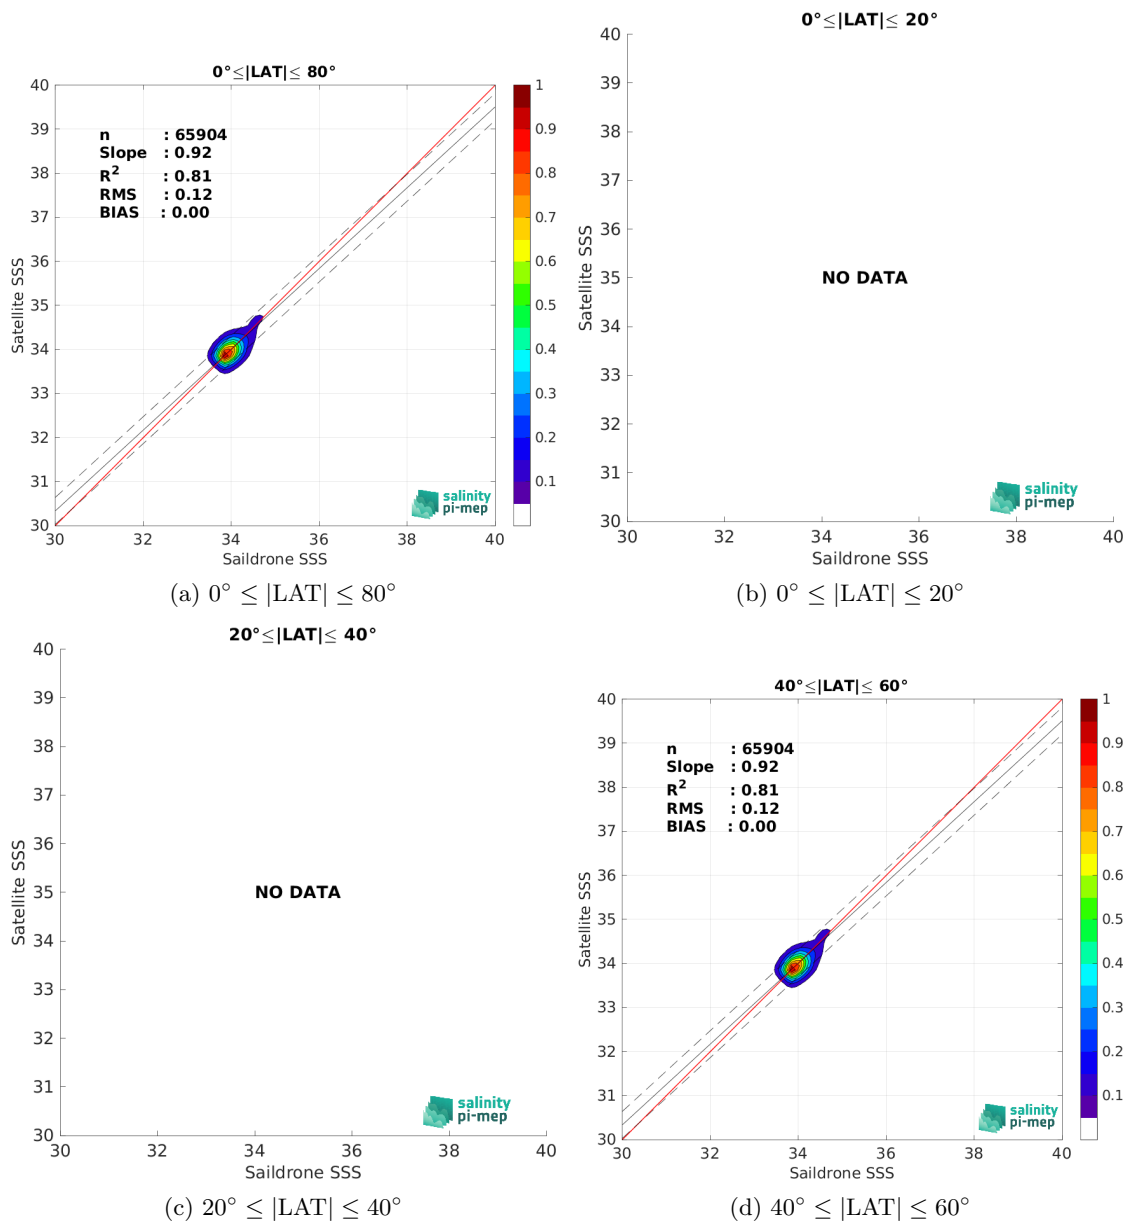 0°≤|LAT|≤ 80°
40
39
38
37
36
35
34
33
32
31
30
Satellite SSS
n : 65904
Slope : 0.92
R² : 0.81
RMS : 0.12
BIAS : 0.00
salinity
pi-mep
30 32 34 36 38 40
Saildrone SSS
1
0.9
0.8
0.7
0.6
0.5
0.4
0.3
0.2
0.1
(a) 0° ≤ |LAT| ≤ 80°
0°≤|LAT|≤ 20°
40
39
38
37
36
35
34
33
32
31
30
Satellite SSS
NO DATA
salinity
pi-mep
30 32 34 36 38 40
Saildrone SSS
(b) 0° ≤ |LAT| ≤ 20°
20°≤|LAT|≤ 40°
40
39
38
37
36
35
34
33
32
31
30
Satellite SSS
NO DATA
salinity
pi-mep
30 32 34 36 38 40
Saildrone SSS
(c) 20° ≤ |LAT| ≤ 40°
40°≤|LAT|≤ 60°
40
39
38
37
36
35
34
33
32
31
30
Satellite SSS
n : 65904
Slope : 0.92
R² : 0.81
RMS : 0.12
BIAS : 0.00
salinity
pi-mep
30 32 34 36 38 40
Saildrone SSS
1
0.9
0.8
0.7
0.6
0.5
0.4
0.3
0.2
0.1
(d) 40° ≤ |LAT| ≤ 60°